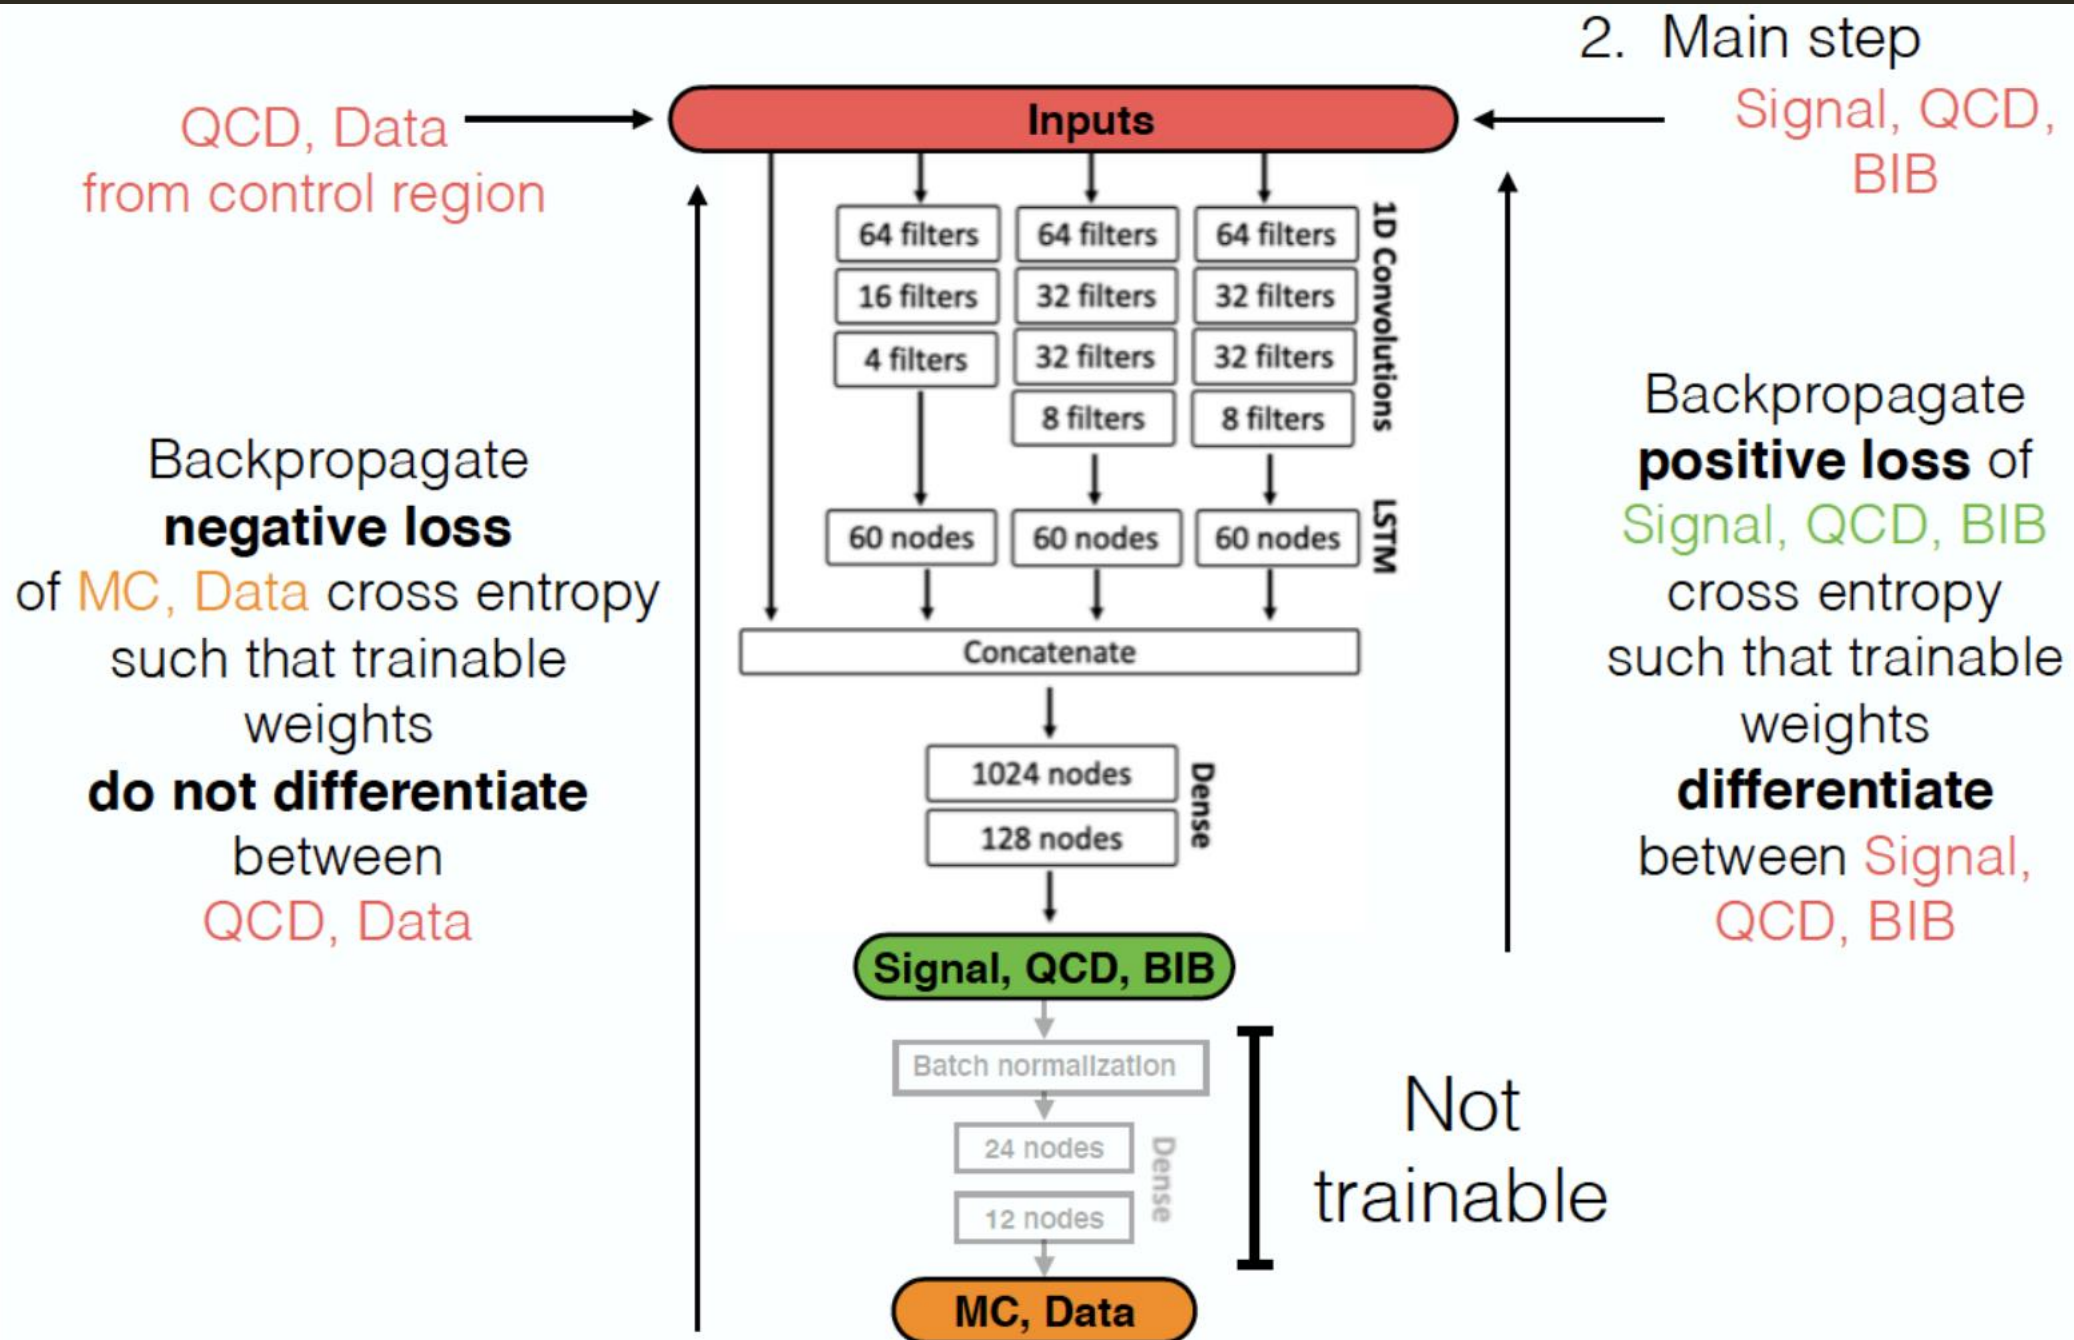 2. Main step
QCD, Data
from control region
Inputs
Signal, QCD,
BIB
64 filters
16 filters
4 filters
64 filters
32 filters
32 filters
8 filters
64 filters
32 filters
32 filters
8 filters
1D Convolutions
60 nodes
60 nodes
60 nodes
LSTM
Concatenate
1024 nodes
128 nodes
Dense
Signal, QCD, BIB
Batch normalization
24 nodes
12 nodes
Dense
MC, Data
Not
trainable
Backpropagate
negative loss
of MC, Data cross entropy
such that trainable
weights
do not differentiate
between
QCD, Data
Backpropagate
positive loss of
Signal, QCD, BIB
cross entropy
such that trainable
weights
differentiate
between Signal,
QCD, BIB